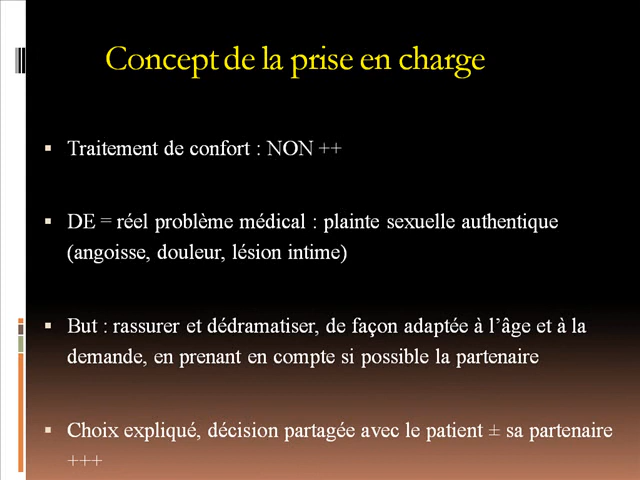 Concept de la prise en charge
Traitement de confort : NON ++
DE = réel problème médical : plainte sexuelle authentique
(angoisse, douleur, lésion intime)
But : rassurer et dédramatiser, de façon adaptée à l’âge et à la
demande, en prenant en compte si possible la partenaire
Choix expliqué, décision partagée avec le patient ± sa partenaire
+++